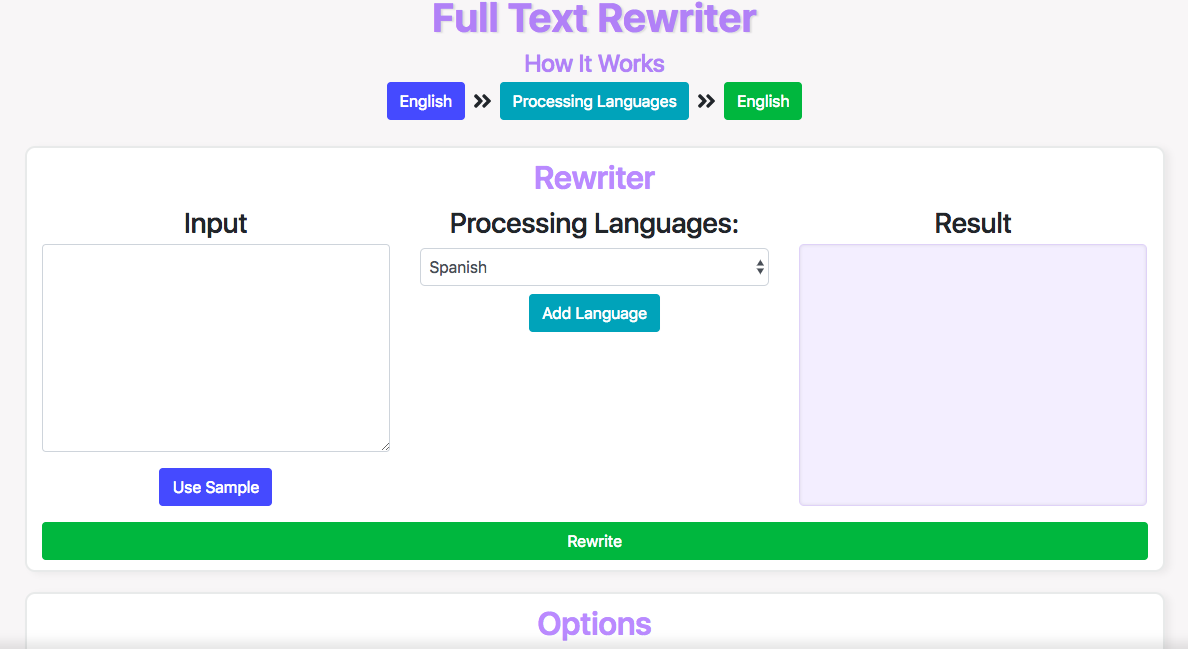 Full Text Rewriter
How It Works
English » Processing Languages » English
Rewriter
Input
Processing Languages:
Result
Spanish
Add Language
Use Sample
Rewrite
Options